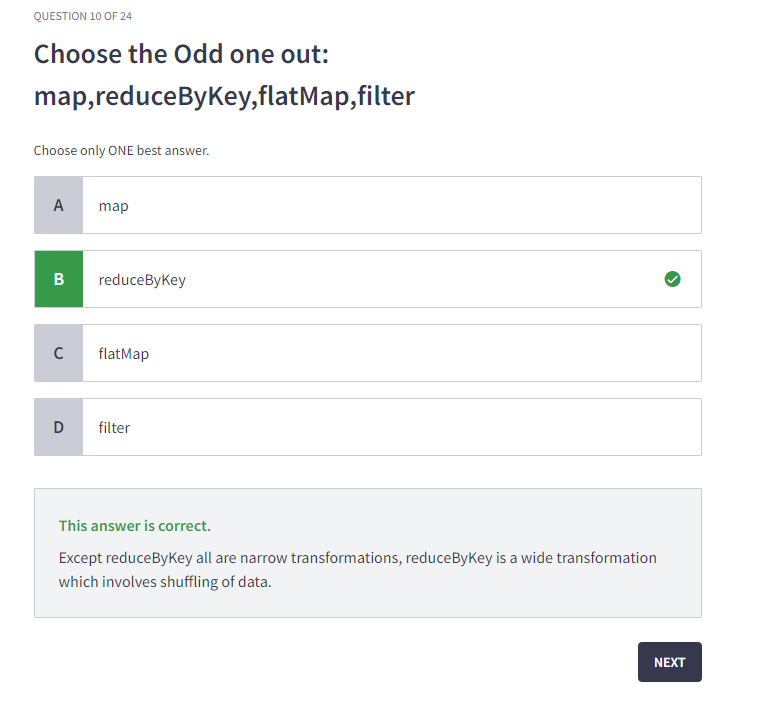 QUESTION 10 OF 24
Choose the Odd one out:
map,reduceByKey,flatMap,filter
Choose only ONE best answer.
A map
B reduceByKey
C flatMap
D filter
This answer is correct.
Except reduceByKey all are narrow transformations, reduceByKey is a wide transformation
which involves shuffling of data.
NEXT